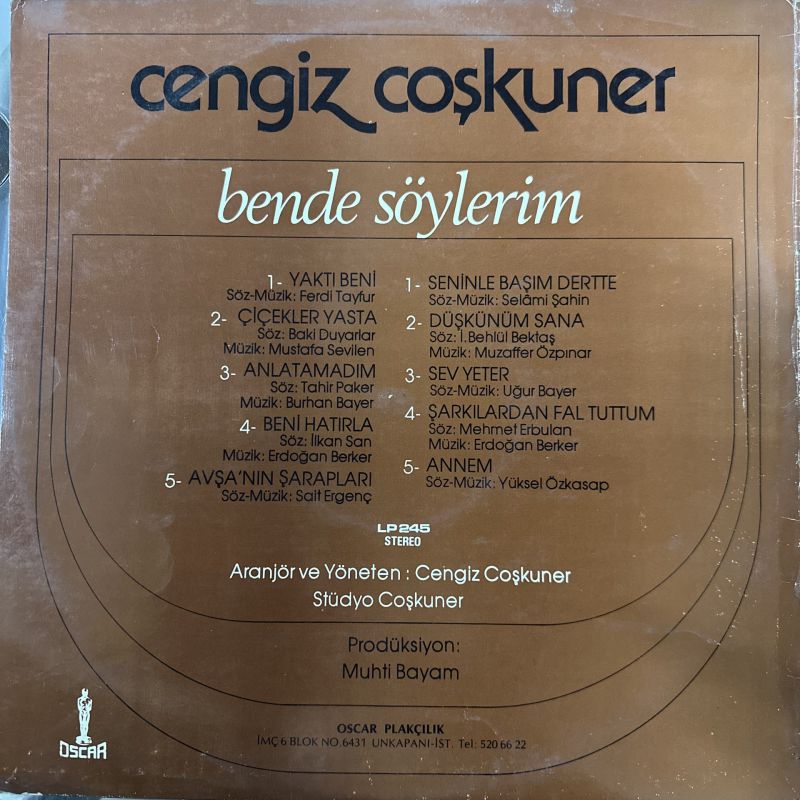 cengiz coşkuner
bende söylerim
1- YAKTI BENİ
Söz-Müzik: Ferdi Tayfur
2- ÇİÇEKLER YASTA
Söz: Baki Duyarlar
Müzik: Mustafa Sevilen
3- ANLATAMADIM
Söz: Tahir Paker
Müzik: Burhan Bayer
4- BENİ HATIRLA
Söz: İlkan San
Müzik: Erdoğan Berker
5- AVŞA'NIN ŞARAPLARI
Söz-Müzik: Sait Ergenç
1- SENİNLE BAŞIM DERTTE
Söz-Müzik: Selâmi Şahin
2- DÜŞKÜNÜM SANA
Söz: İ.Behlül Bektaş
Müzik: Muzaffer Özpınar
3- SEV YETER
Söz-Müzik: Uğur Bayer
4- ŞARKILARDAN FAL TUTTUM
Söz: Mehmet Erbulan
Müzik: Erdoğan Berker
5- ANNEM
Söz-Müzik: Yüksel Özkasap
LP 245
STEREO
Aranjör ve Yöneten : Cengiz Coşkuner
Stüdyo Coşkuner
Prodüksiyon:
Muhti Bayam
OSCAR
OSCAR PLAKÇILIK
İMÇ 6 BLOK NO.6431 UNKAPANI-İST. Tel: 520 66 22